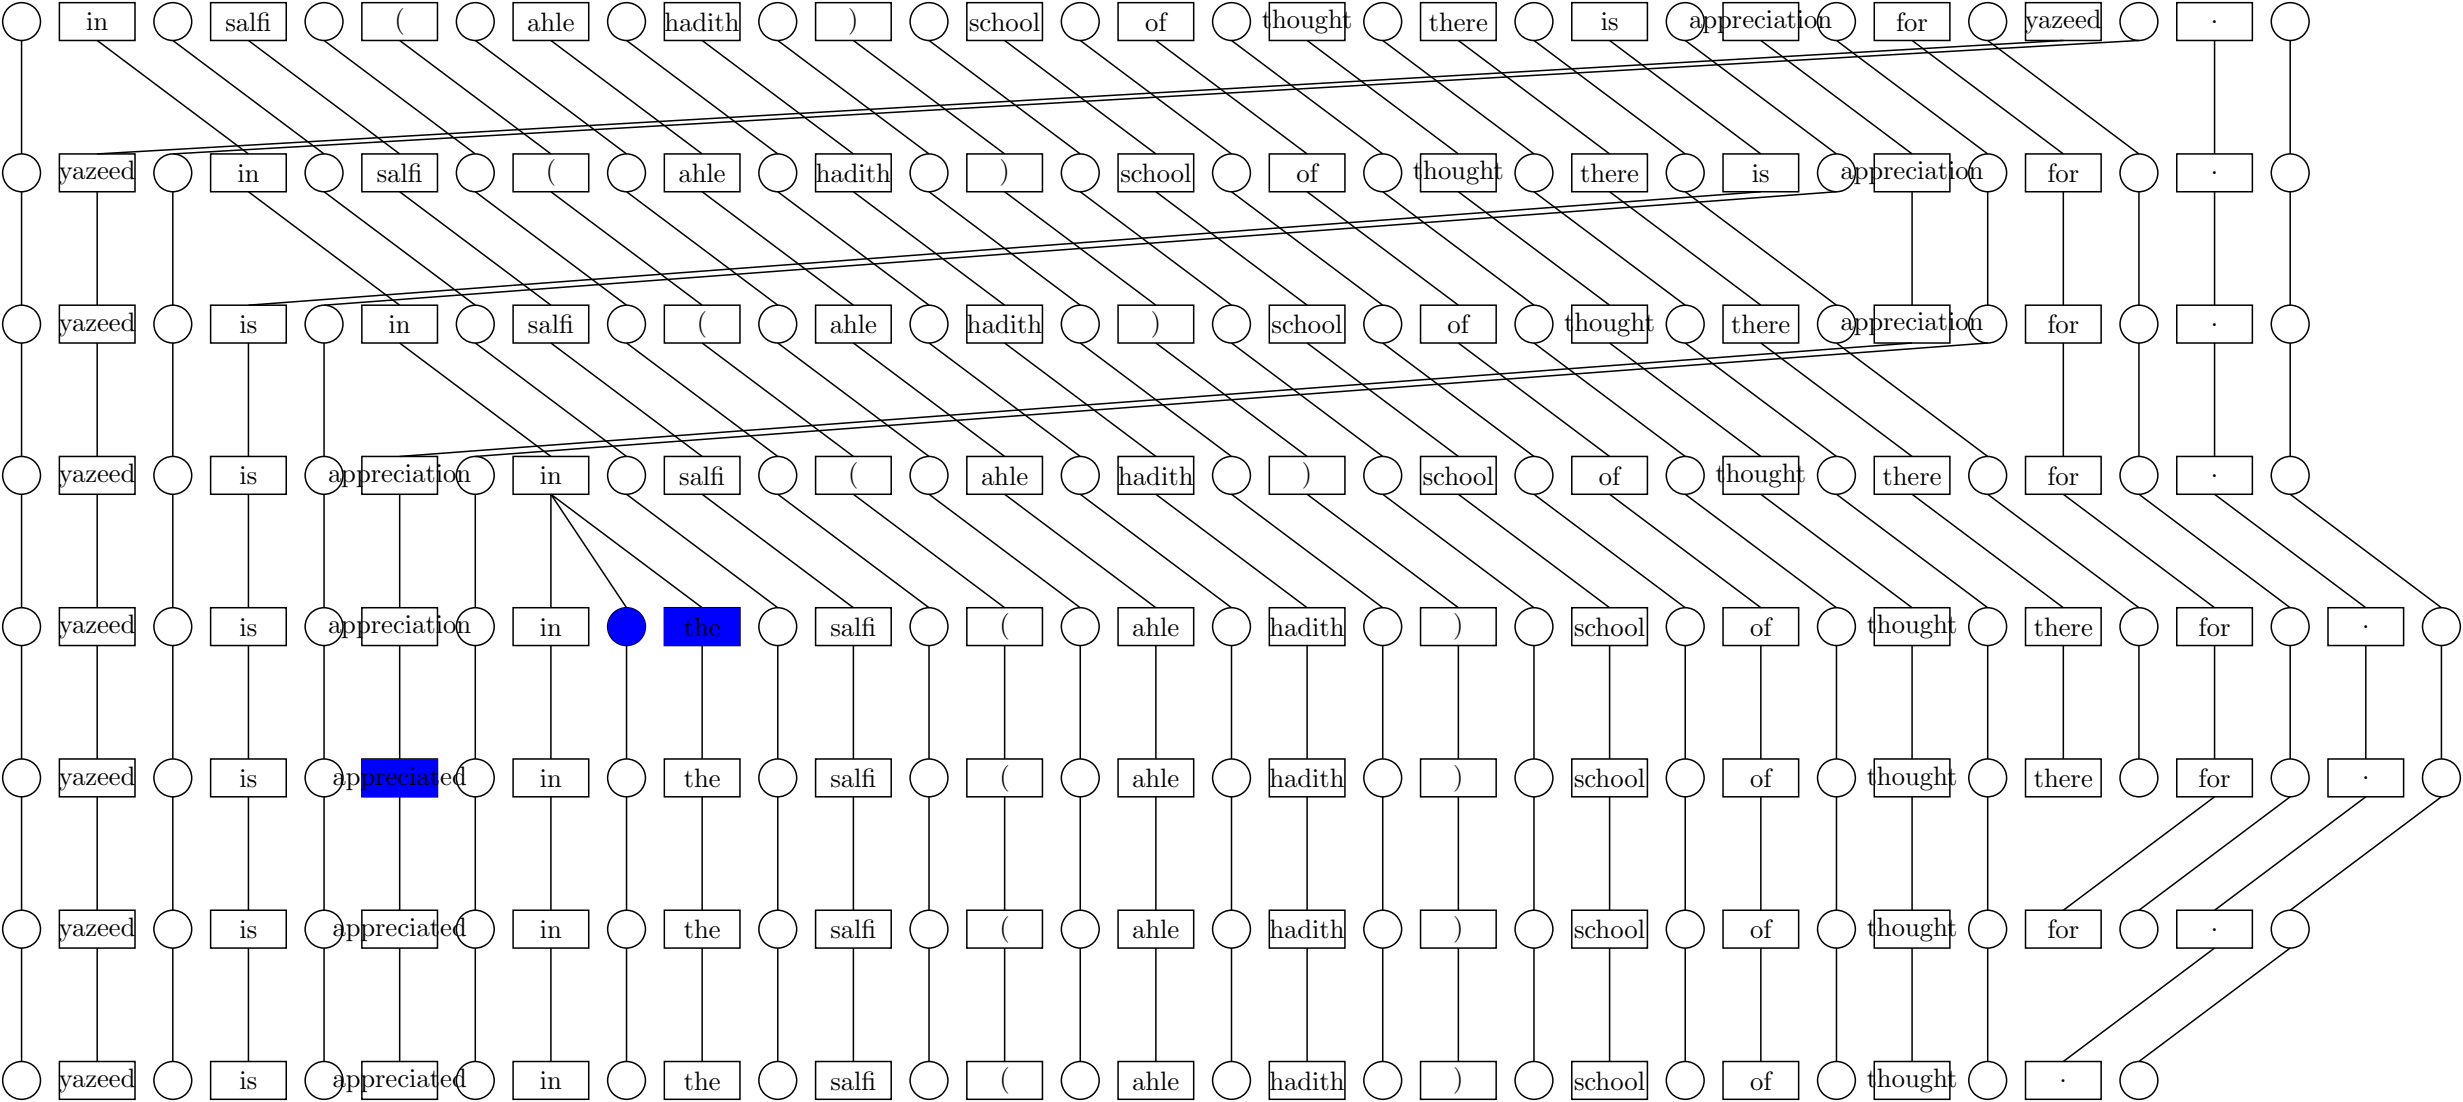 in salfi ( ahle hadith ) school of thought there is appreciation for yazeed .
yazeed in salfi ( ahle hadith ) school of thought there is appreciation for .
yazeed is in salfi ( ahle hadith ) school of thought there appreciation for .
yazeed is appreciation in salfi ( ahle hadith ) school of thought there for .
yazeed is appreciation in the salfi ( ahle hadith ) school of thought there for .
yazeed is appreciated in the salfi ( ahle hadith ) school of thought there for .
yazeed is appreciated in the salfi ( ahle hadith ) school of thought for .
yazeed is appreciated in the salfi ( ahle hadith ) school of thought .